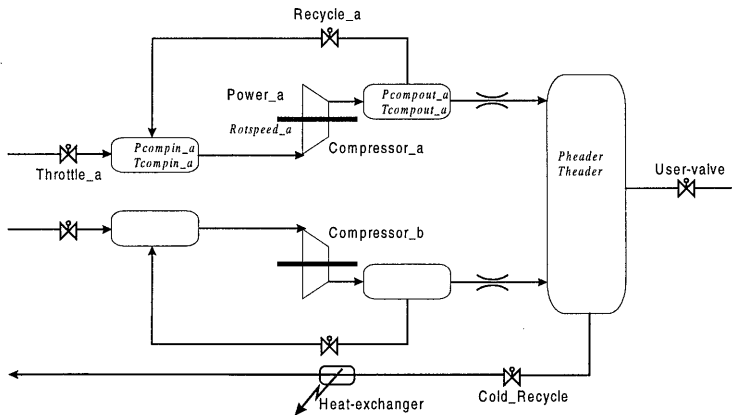 Recycle_a
Power_a
Pcompout_a
Tcompout_a
Rotspeed_a
Pcompin_a
Tcompin_a
Compressor_a
Throttle_a
Pheader
Theader
User-valve
Compressor_b
Cold_Recycle
Heat-exchanger